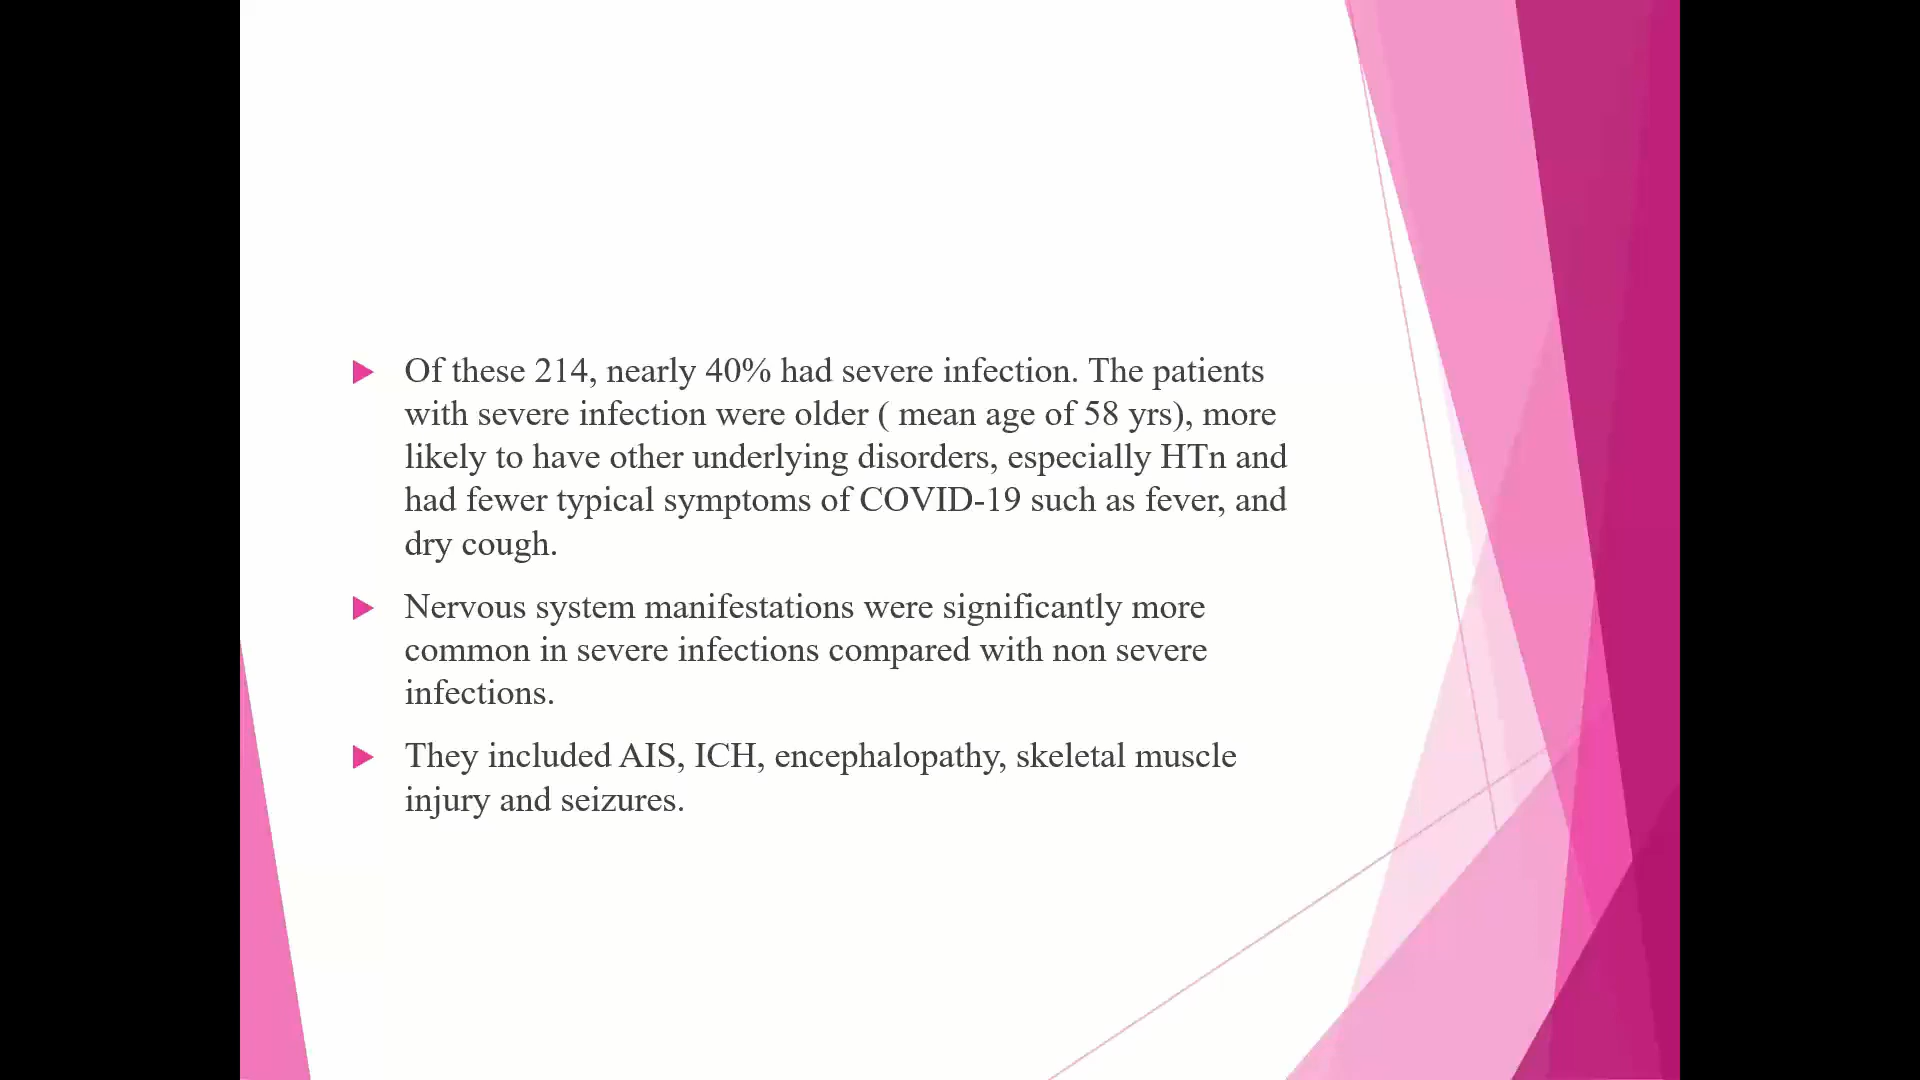 Of these 214, nearly 40% had severe infection. The patients
with severe infection were older ( mean age of 58 yrs), more
likely to have other underlying disorders, especially HTn and
had fewer typical symptoms of COVID-19 such as fever, and
dry cough.
Nervous system manifestations were significantly more
common in severe infections compared with non severe
infections.
They included AIS, ICH, encephalopathy, skeletal muscle
injury and seizures.